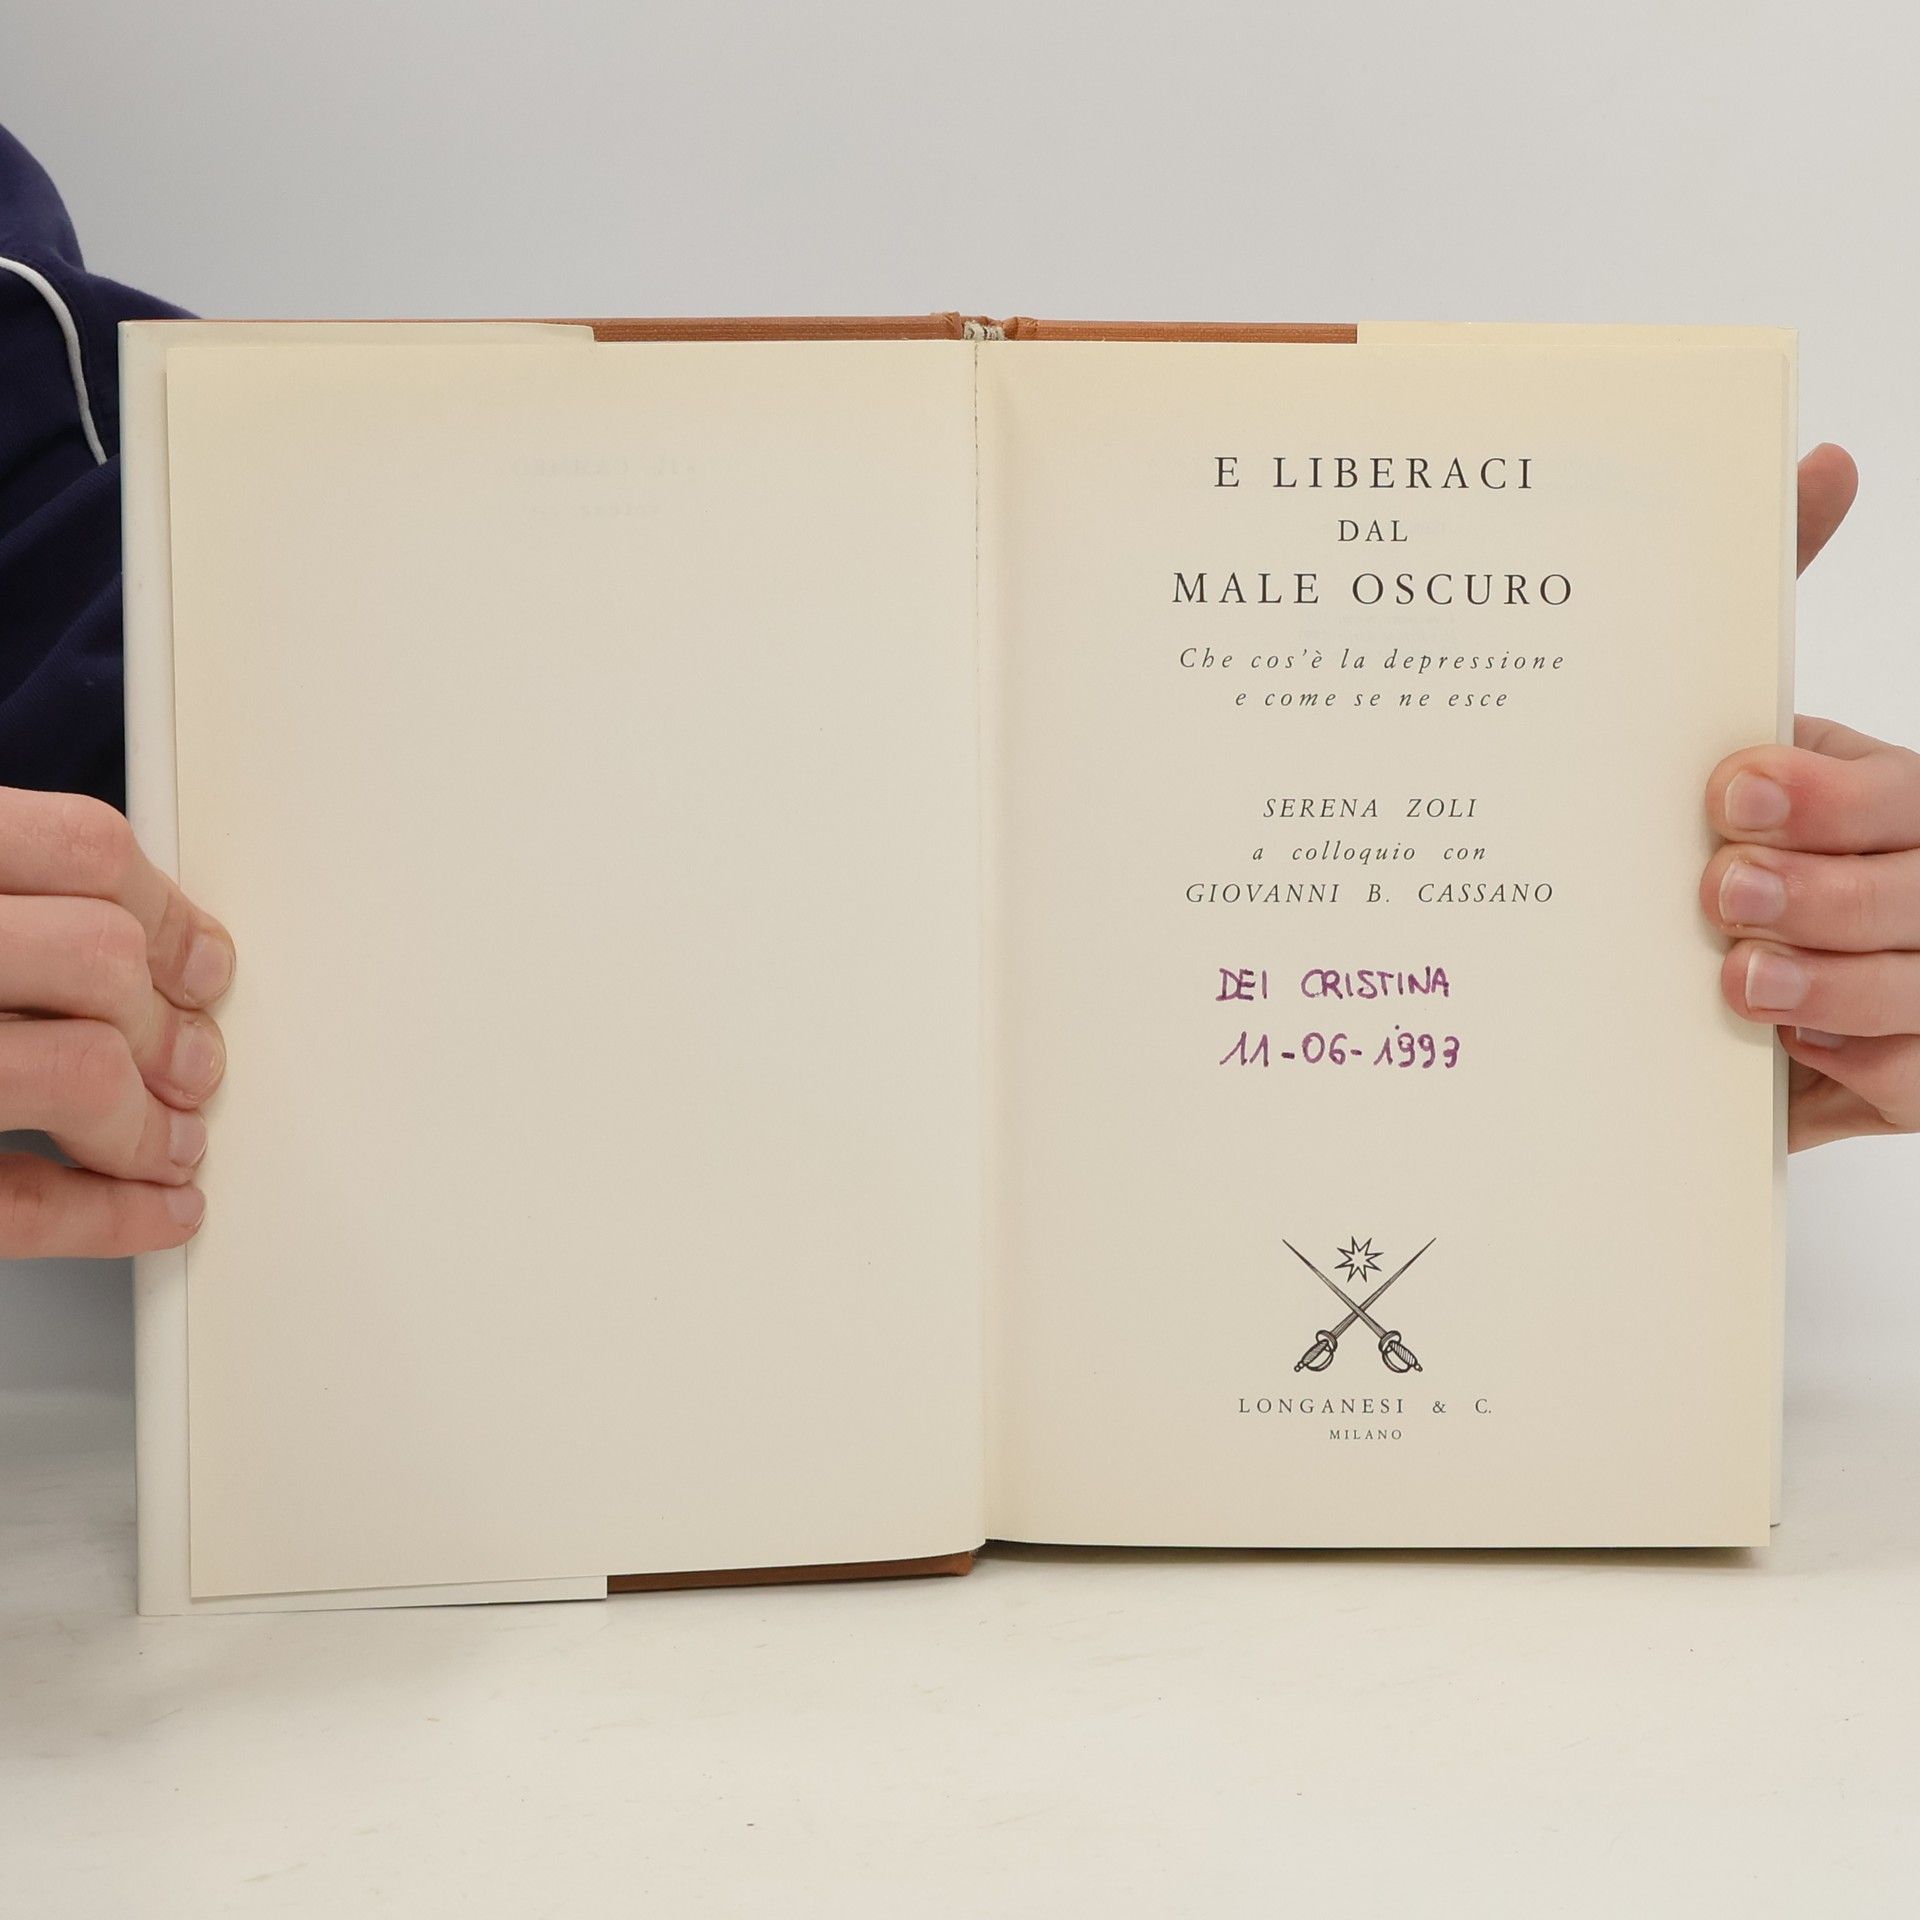 E LIBERACI
DAL
MALE OSCURO
Che cos'è la depressione
e come se ne esce
SERENA ZOLI
a colloquio con
GIOVANNI B. CASSANO
DEI CRISTINA
11-06-1993
LONGANESI & C.
MILANO